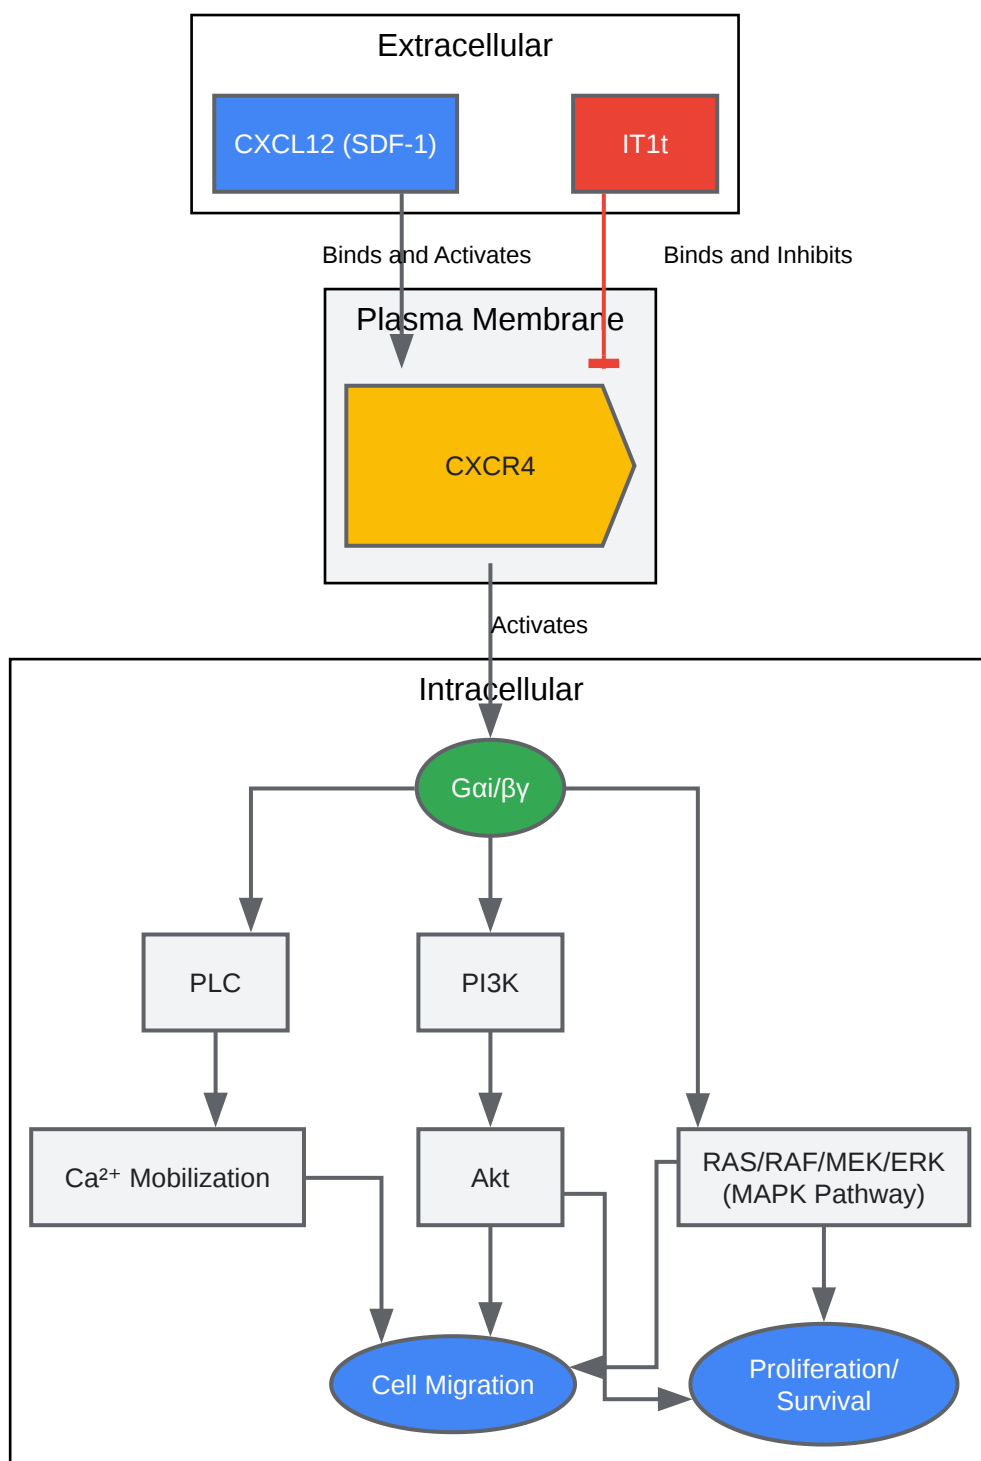 Extracellular
CXCL12 (SDF-1)
IT1t
Binds and Activates
Binds and Inhibits
Plasma Membrane
CXCR4
Activates
Intracellular
Gαi/βγ
PLC
PI3K
Ca²⁺ Mobilization
Akt
RAS/RAF/MEK/ERK
(MAPK Pathway)
Cell Migration
Proliferation/
Survival